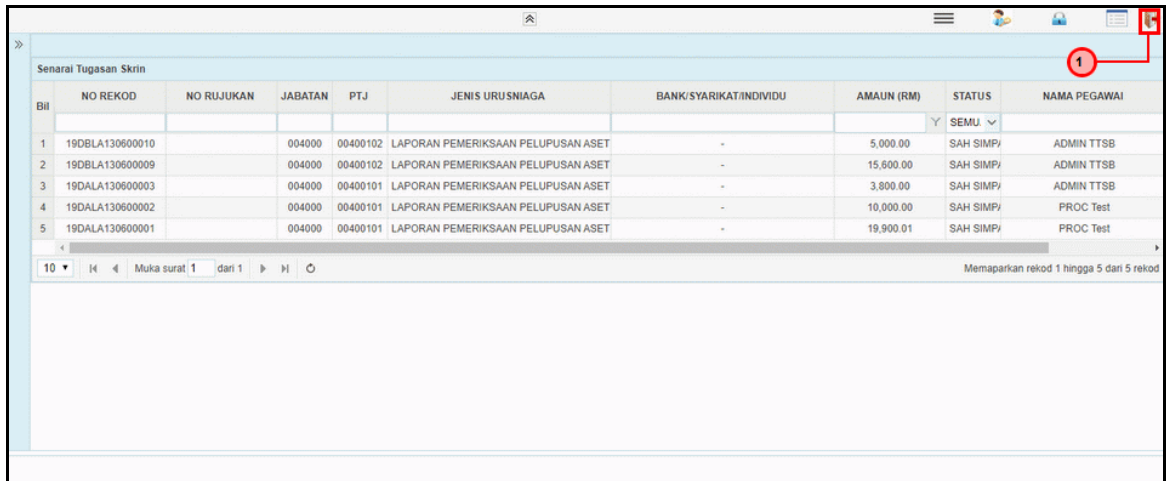 1
Senarai Tugasan Skrin
Bil NO REKOD NO RUJUKAN JABATAN PTJ JENIS URUSNIAGA BANK/SYARIKAT/INDIVIDU AMAUN (RM) STATUS NAMA PEGAWAI
SEMU
1 19DBLA130600010 004000 00400102 LAPORAN PEMERIKSAAN PELUPUSAN ASET - 5,000.00 SAH SIMP ADMIN TTSB
2 19DBLA130600009 004000 00400102 LAPORAN PEMERIKSAAN PELUPUSAN ASET - 15,600.00 SAH SIMP ADMIN TTSB
3 19DALA130600003 004000 00400101 LAPORAN PEMERIKSAAN PELUPUSAN ASET - 3,800.00 SAH SIMP ADMIN TTSB
4 19DALA130600002 004000 00400101 LAPORAN PEMERIKSAAN PELUPUSAN ASET - 10,000.00 SAH SIMP PROC Test
5 19DALA130600001 004000 00400101 LAPORAN PEMERIKSAAN PELUPUSAN ASET - 19,900.01 SAH SIMP PROC Test
10 Muka surat 1 dari 1 Memaparkan rekod 1 hingga 5 dari 5 rekod